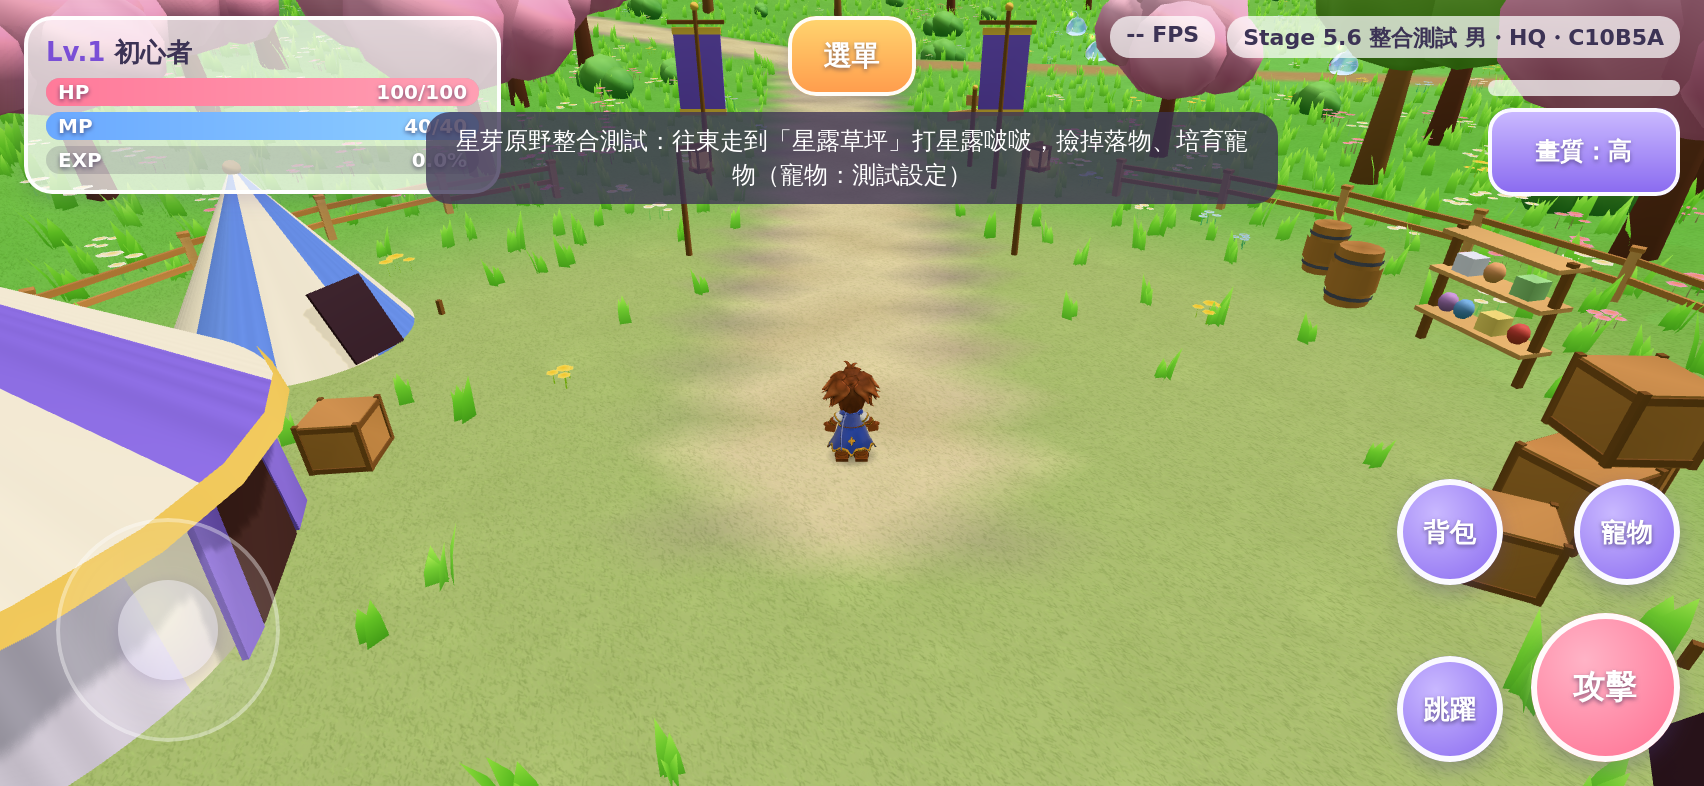 Lv.1 初心者
HP 100/100
MP 40/40
EXP 0.0%
選單
-- FPS
Stage 5.6 整合測試 男・HQ・C10B5A
畫質：高
星芽原野整合測試：往東走到「星露草坪」打星露啵啵，撿掉落物、培育寵
物（寵物：測試設定）
背包
寵物
跳躍
攻擊